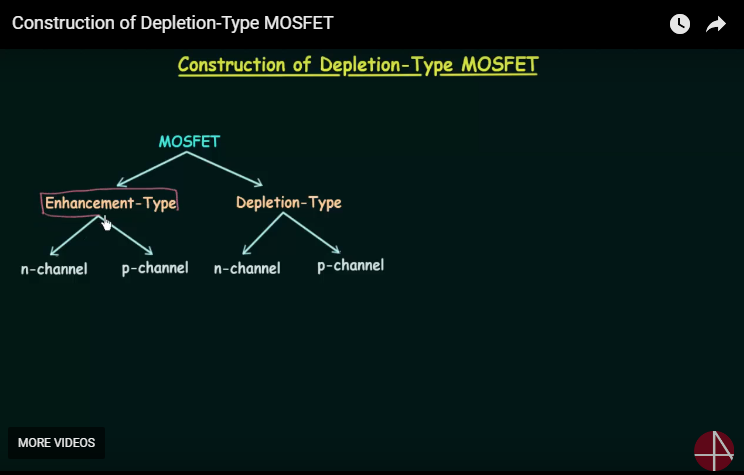 Construction of Depletion-Type MOSFET
Construction of Depletion-Type MOSFET
MOSFET
Enhancement-Type
Depletion-Type
n-channel
p-channel
n-channel
p-channel
MORE VIDEOS